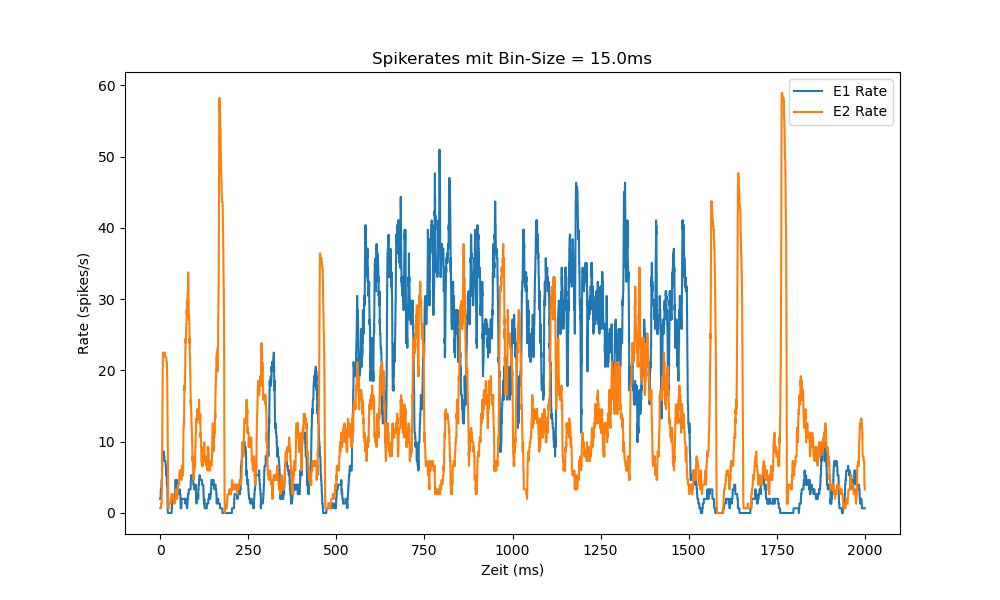 Spikerates mit Bin-Size = 15.0ms
E1 Rate
E2 Rate
Rate (spikes/s)
60
50
40
30
20
10
0
0 250 500 750 1000 1250 1500 1750 2000
Zeit (ms)